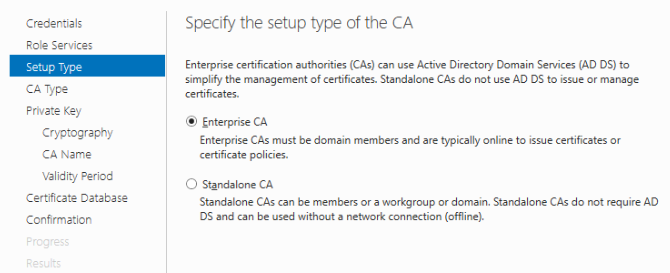 Credentials
Role Services
Setup Type
CA Type
Private Key
Cryptography
CA Name
Validity Period
Certificate Database
Confirmation
Progress
Results
Specify the setup type of the CA
Enterprise certification authorities (CAs) can use Active Directory Domain Services (AD DS) to
simplify the management of certificates. Standalone CAs do not use AD DS to issue or manage
certificates.
Enterprise CA
Enterprise CAs must be domain members and are typically online to issue certificates or
certificate policies.
Standalone CA
Standalone CAs can be members or a workgroup or domain. Standalone CAs do not require AD
DS and can be used without a network connection (offline).